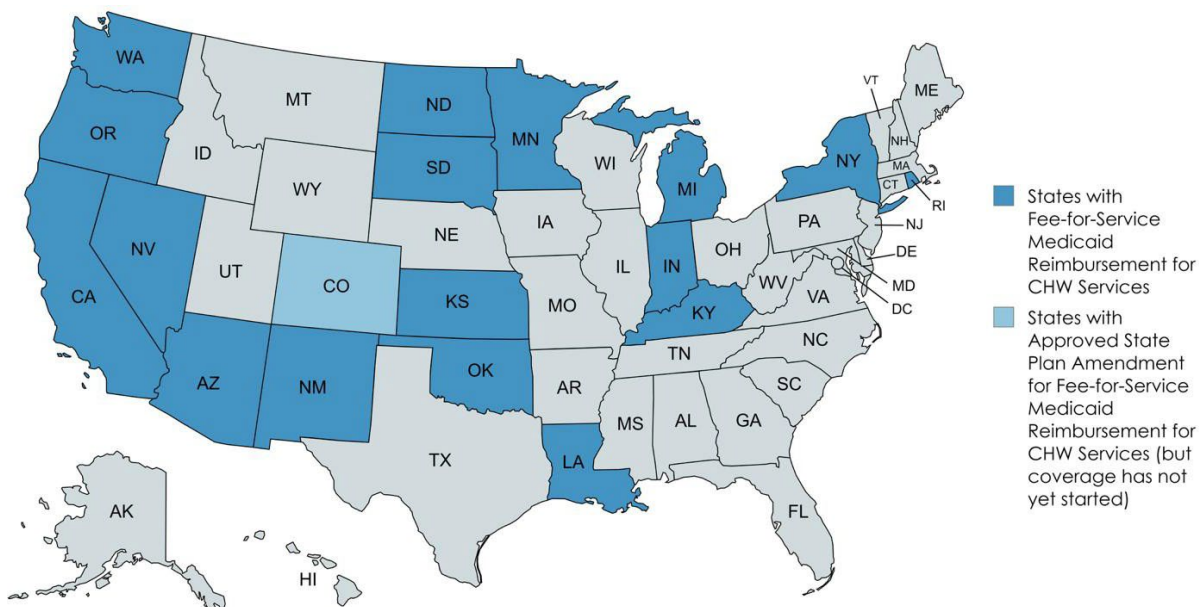 WA
MT
ND
MN
VT
ME
OR
ID
SD
WI
NY
NH
MA
CT
WY
MI
RI
IA
PA
NJ
NE
OH
DE
NV
UT
IL
IN
MD
CA
CO
WV
VA
DC
KS
MO
KY
NC
TN
AZ
NM
OK
AR
SC
MS
AL
GA
TX
LA
AK
FL
HI
States with
Fee-for-Service
Medicaid
Reimbursement for
CHW Services
States with
Approved State
Plan Amendment
for Fee-for-Service
Medicaid
Reimbursement for
CHW Services (but
coverage has not
yet started)